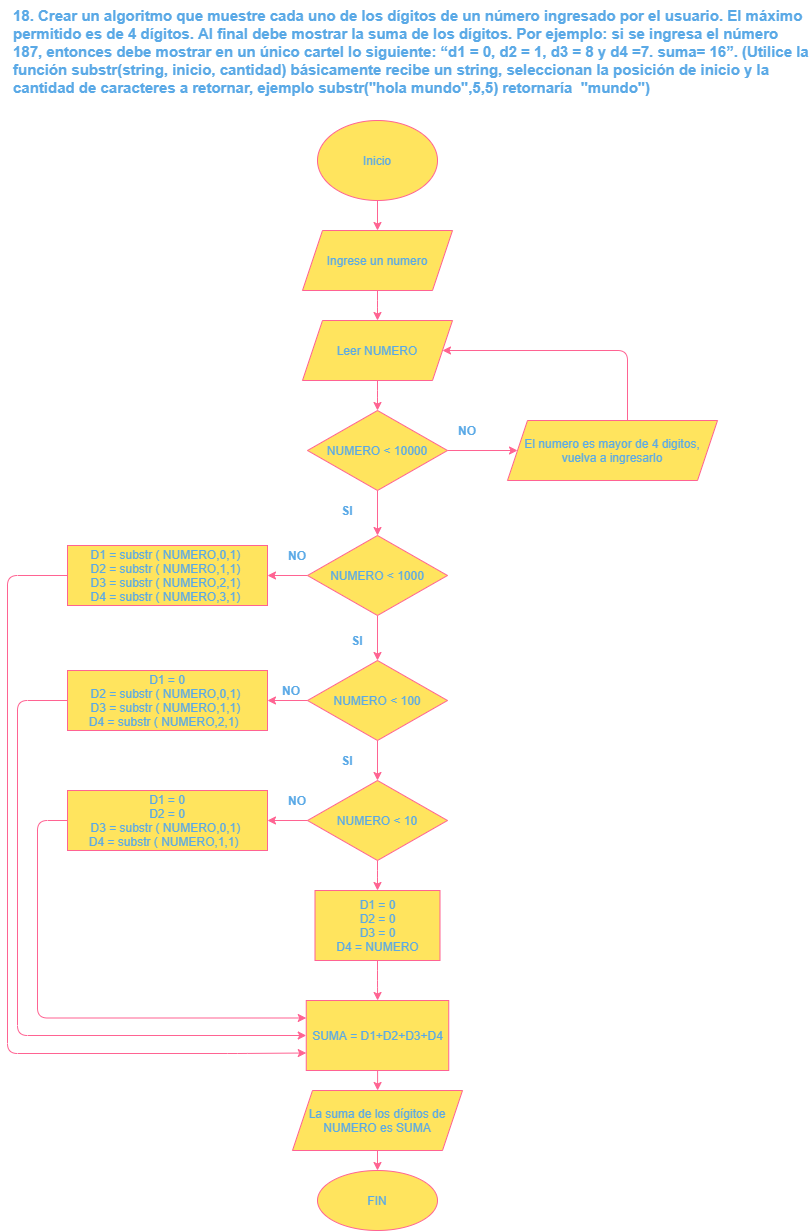 18. Crear un algoritmo que muestre cada uno de los dígitos de un número ingresado por el usuario. El máximo
permitido es de 4 dígitos. Al final debe mostrar la suma de los dígitos. Por ejemplo: si se ingresa el número
187, entonces debe mostrar en un único cartel lo siguiente: “d1 = 0, d2 = 1, d3 = 8 y d4 =7. suma= 16”. (Utilice la
función substr(string, inicio, cantidad) básicamente recibe un string, seleccionan la posición de inicio y la
cantidad de caracteres a retornar, ejemplo substr("hola mundo",5,5) retornaría "mundo")
Inicio
Ingrese un numero
Leer NUMERO
NUMERO < 10000
NO
El numero es mayor de 4 digitos,
vuelva a ingresarlo
SI
NUMERO < 1000
NO
D1 = substr ( NUMERO,0,1)
D2 = substr ( NUMERO,1,1)
D3 = substr ( NUMERO,2,1)
D4 = substr ( NUMERO,3,1)
SI
NUMERO < 100
NO
D1 = 0
D2 = substr ( NUMERO,0,1)
D3 = substr ( NUMERO,1,1)
D4 = substr ( NUMERO,2,1)
SI
NUMERO < 10
NO
D1 = 0
D2 = 0
D3 = substr ( NUMERO,0,1)
D4 = substr ( NUMERO,1,1)
D1 = 0
D2 = 0
D3 = 0
D4 = NUMERO
SUMA = D1+D2+D3+D4
La suma de los dígitos de
NUMERO es SUMA
FIN